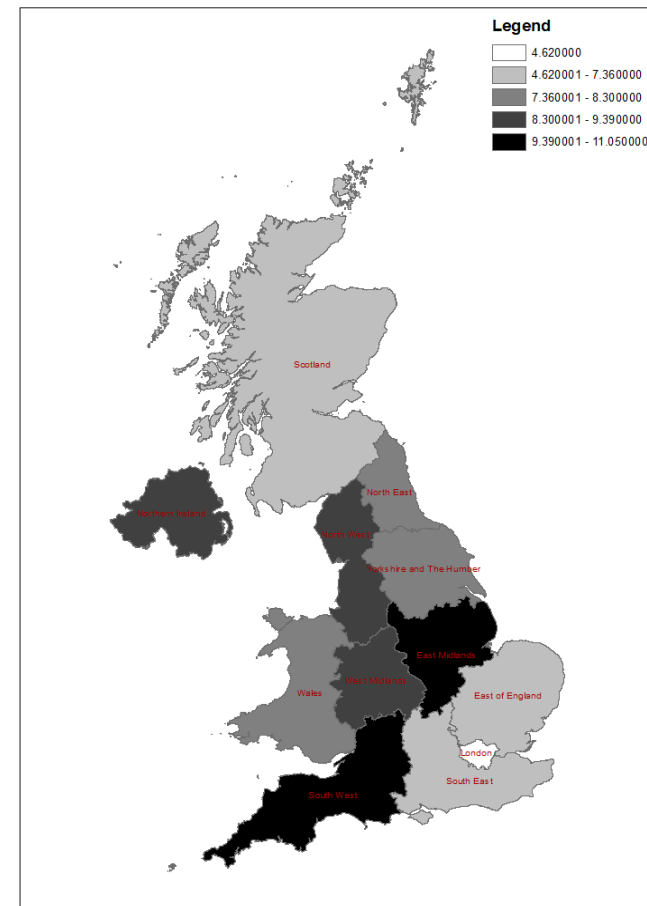 Legend
4.620000
4.620001 - 7.360000
7.360001 - 8.300000
8.300001 - 9.390000
9.390001 - 11.050000
Scotland
North East
Northern Ireland
North West
Yorkshire and The Humber
East Midlands
West Midlands
Wales
East of England
London
South East
South West